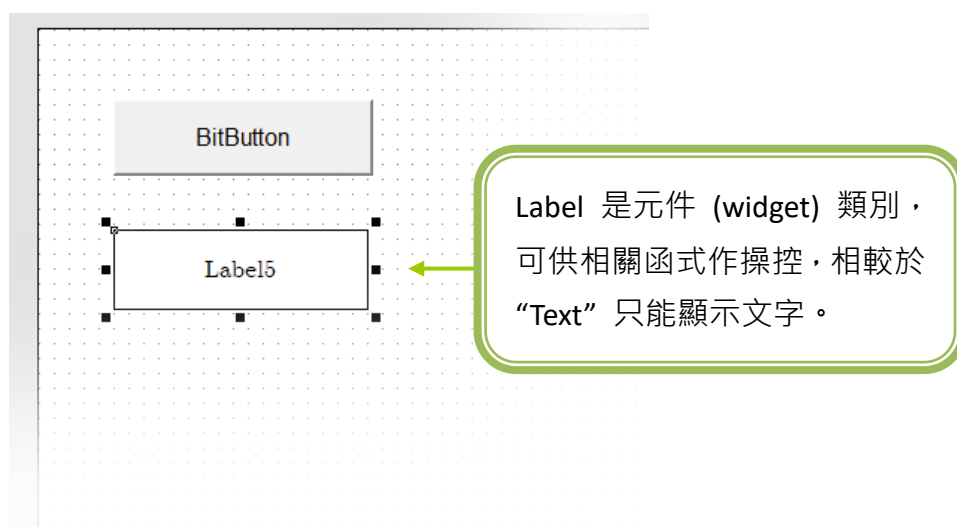 BitButton
Label5
Label 是元件 (widget) 類別，
可供相關函式作操控，相較於
“Text” 只能顯示文字。